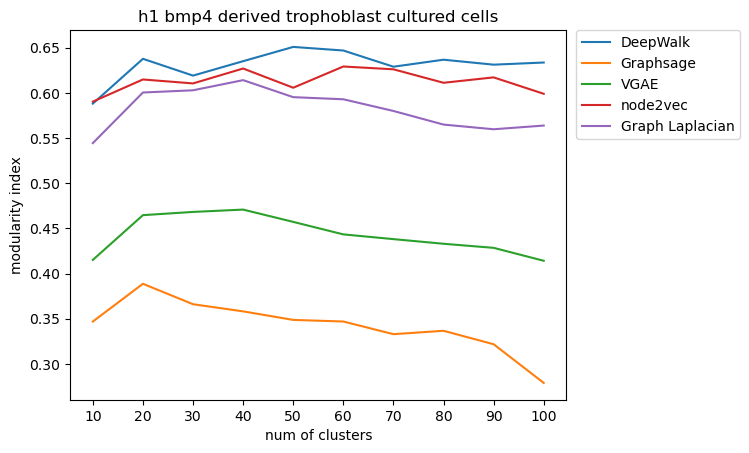 h1 bmp4 derived trophoblast cultured cells
DeepWalk
Graphsage
VGAE
node2vec
Graph Laplacian
modularity index
0.65
0.60
0.55
0.50
0.45
0.40
0.35
0.30
10 20 30 40 50 60 70 80 90 100
num of clusters